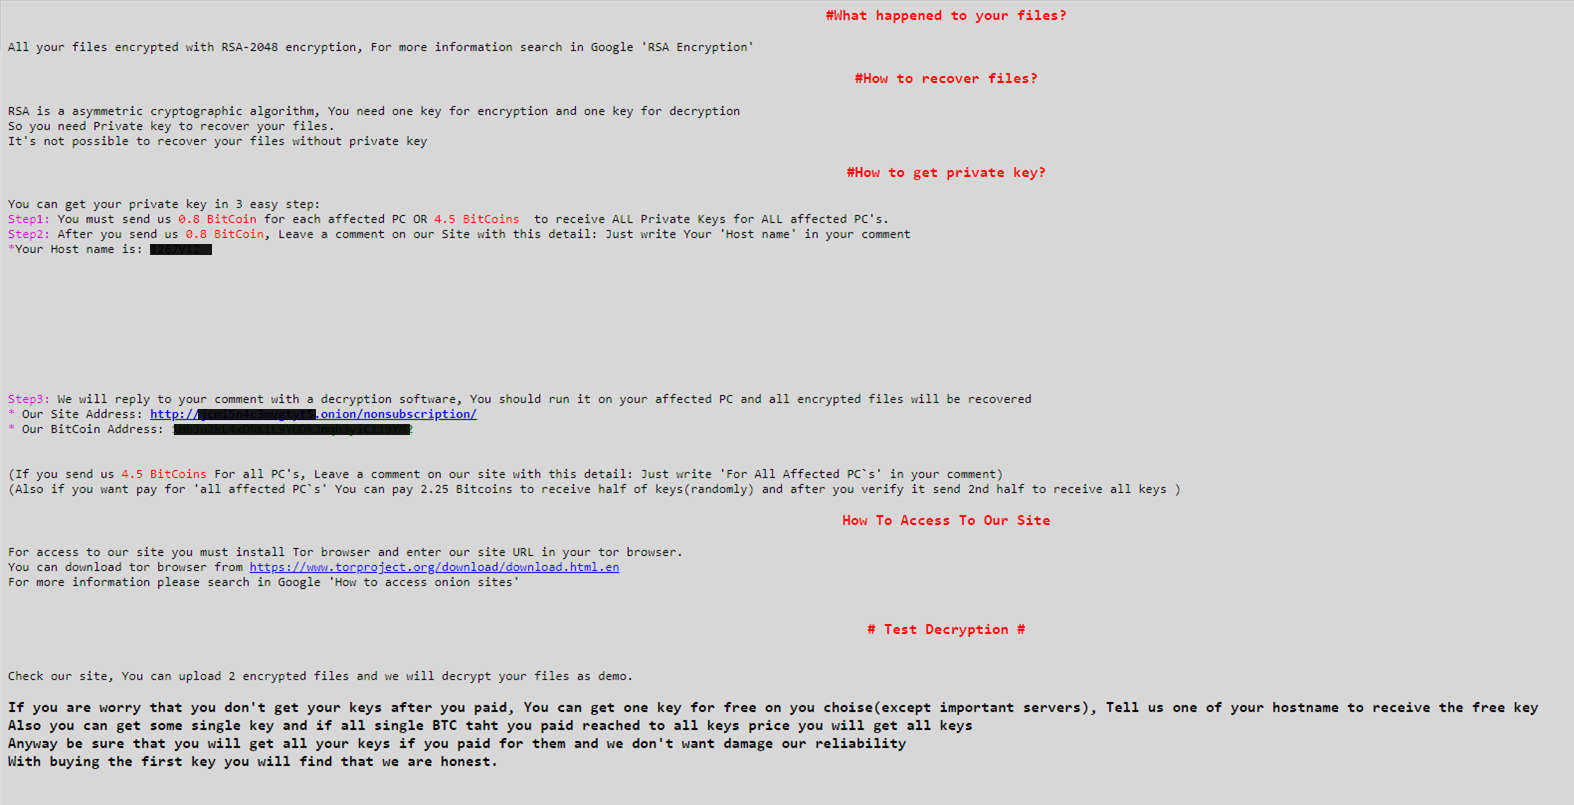 #What happened to your files?
All your files encrypted with RSA-2048 encryption, For more information search in Google 'RSA Encryption'
#How to recover files?
RSA is a asymmetric cryptographic algorithm, You need one key for encryption and one key for decryption
So you need Private key to recover your files.
It's not possible to recover your files without private key
#How to get private key?
You can get your private key in 3 easy step:
Step1: You must send us 0.8 BitCoin for each affected PC OR 4.5 BitCoins to receive ALL Private Keys for ALL affected PC's.
Step2: After you send us 0.8 BitCoin, Leave a comment on our Site with this detail: Just write Your 'Host name' in your comment
*Your Host name is:
Step3: We will reply to your comment with a decryption software, You should run it on your affected PC and all encrypted files will be recovered
* Our Site Address: http://.onion/nonsubscription/
* Our BitCoin Address:
(If you send us 4.5 BitCoins For all PC's, Leave a comment on our site with this detail: Just write 'For All Affected PC`s' in your comment)
(Also if you want pay for 'all affected PC`s' You can pay 2.25 Bitcoins to receive half of keys(randomly) and after you verify it send 2nd half to receive all keys )
How To Access To Our Site
For access to our site you must install Tor browser and enter our site URL in your tor browser.
You can download tor browser from https://www.torproject.org/download/download.html.en
For more information please search in Google 'How to access onion sites'
# Test Decryption #
Check our site, You can upload 2 encrypted files and we will decrypt your files as demo.
If you are worry that you don't get your keys after you paid, You can get one key for free on you choise(except important servers), Tell us one of your hostname to receive the free key
Also you can get some single key and if all single BTC taht you paid reached to all keys price you will get all keys
Anyway be sure that you will get all your keys if you paid for them and we don't want damage our reliability
With buying the first key you will find that we are honest.